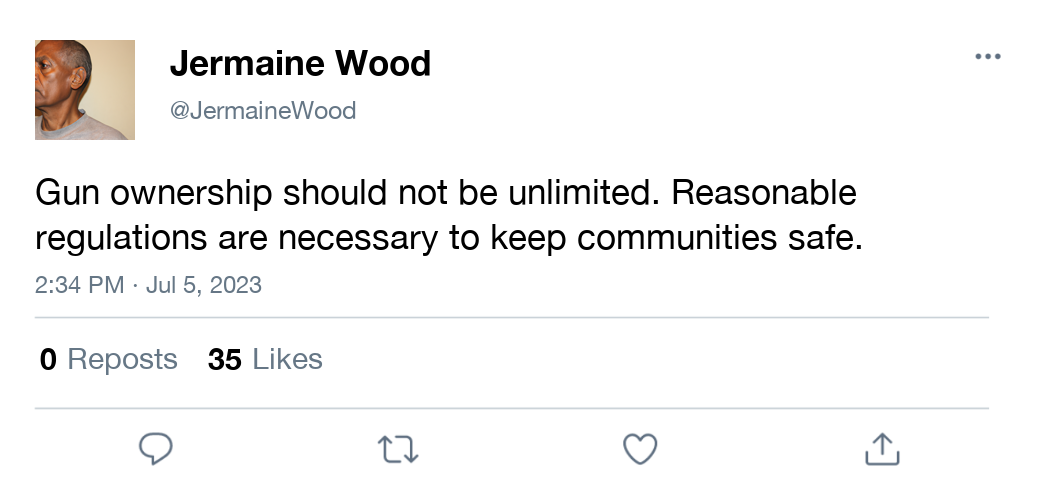 Jermaine Wood
@JermaineWood
Gun ownership should not be unlimited. Reasonable
regulations are necessary to keep communities safe.
2:34 PM · Jul 5, 2023
0 Reposts 35 Likes